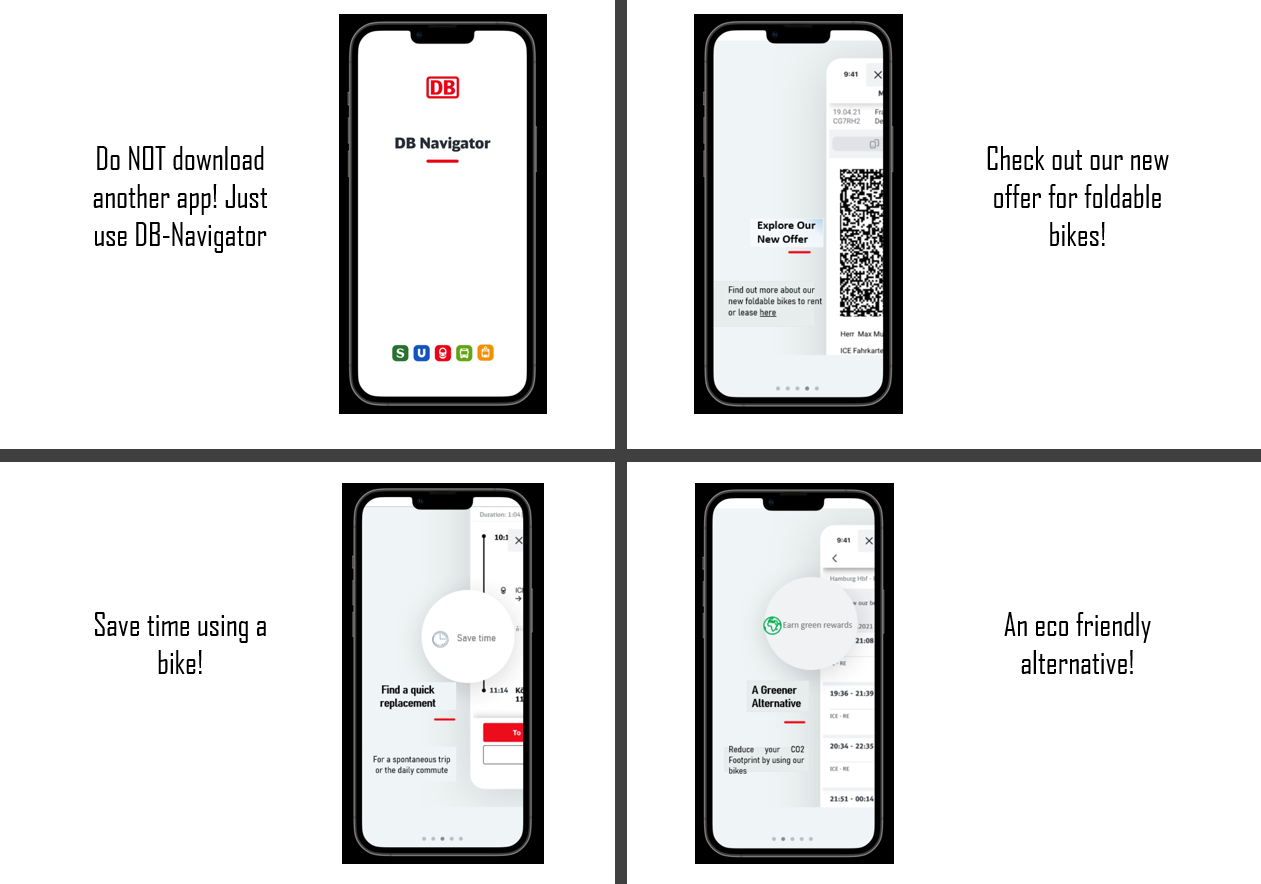 Do NOT download
another app! Just
use DB-Navigator
DB
DB Navigator
S U
Explore Our
New Offer
Find out more about our
new foldable bikes to rent
or lease here
9:41
19.04.21
CG7RH2
Herr Max Mu
ICE Fahrkarte
Check out our new
offer for foldable
bikes!
Save time using a
bike!
Duration: 1:04
Save time
11:14
Find a quick
replacement
To
For a spontaneous trip
or the daily commute
9:41
Hamburg Hbf -
Earn green rewards
21:08
A Greener
Alternative
Reduce your CO2
Footprint by using our
bikes
19:36 - 21:39
ICE - RE
20:34 - 22:35
ICE - RE
21:51 - 00:14
An eco friendly
alternative!